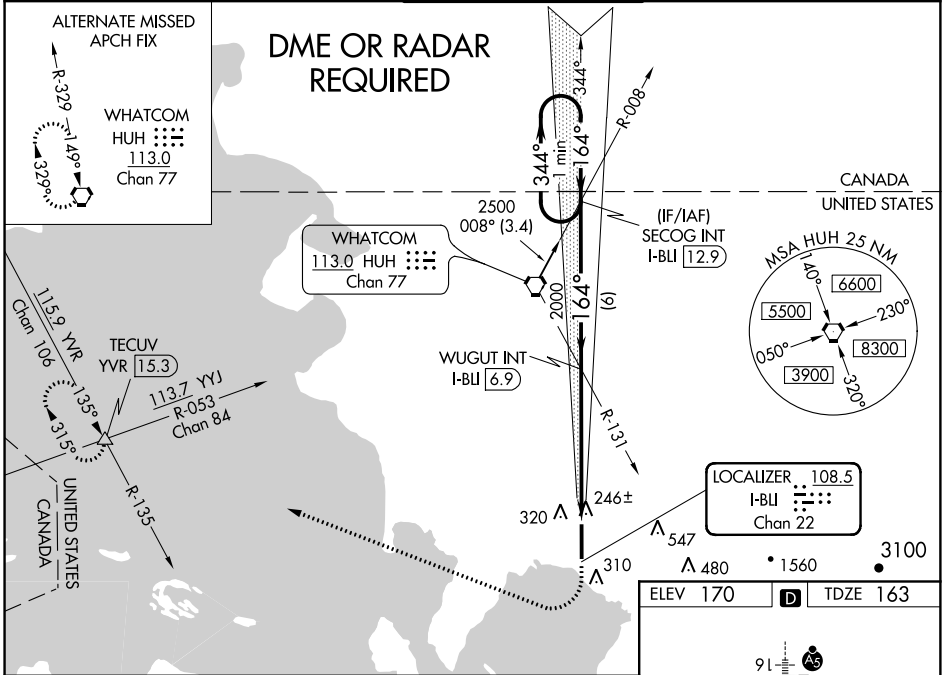 ALTERNATE MISSED
APCH FIX
R-329
149°
329°
WHATCOM
HUH
113.0
Chan 77
DME OR RADAR
REQUIRED
344°
R-008
344°
1 min
164°
CANADA
UNITED STATES
2500
008° (3.4)
WHATCOM
113.0 HUH
Chan 77
(IF/IAF)
SECOG INT
I-BLI 12.9
MSA HUH 25 NM
140°
6600
5500
230°
050°
8300
3900
320°
2000
164°
(6)
WUGUT INT
I-BLI 6.9
R-131
115.9 YVR
Chan 106
TECUV
YVR 15.3
135°
315°
113.7 YYJ
R-053
Chan 84
R-135
UNITED STATES
CANADA
LOCALIZER 108.5
I-BLI
Chan 22
320
246±
547
310
480
1560
3100
ELEV 170
D
TDZE 163
16
A5